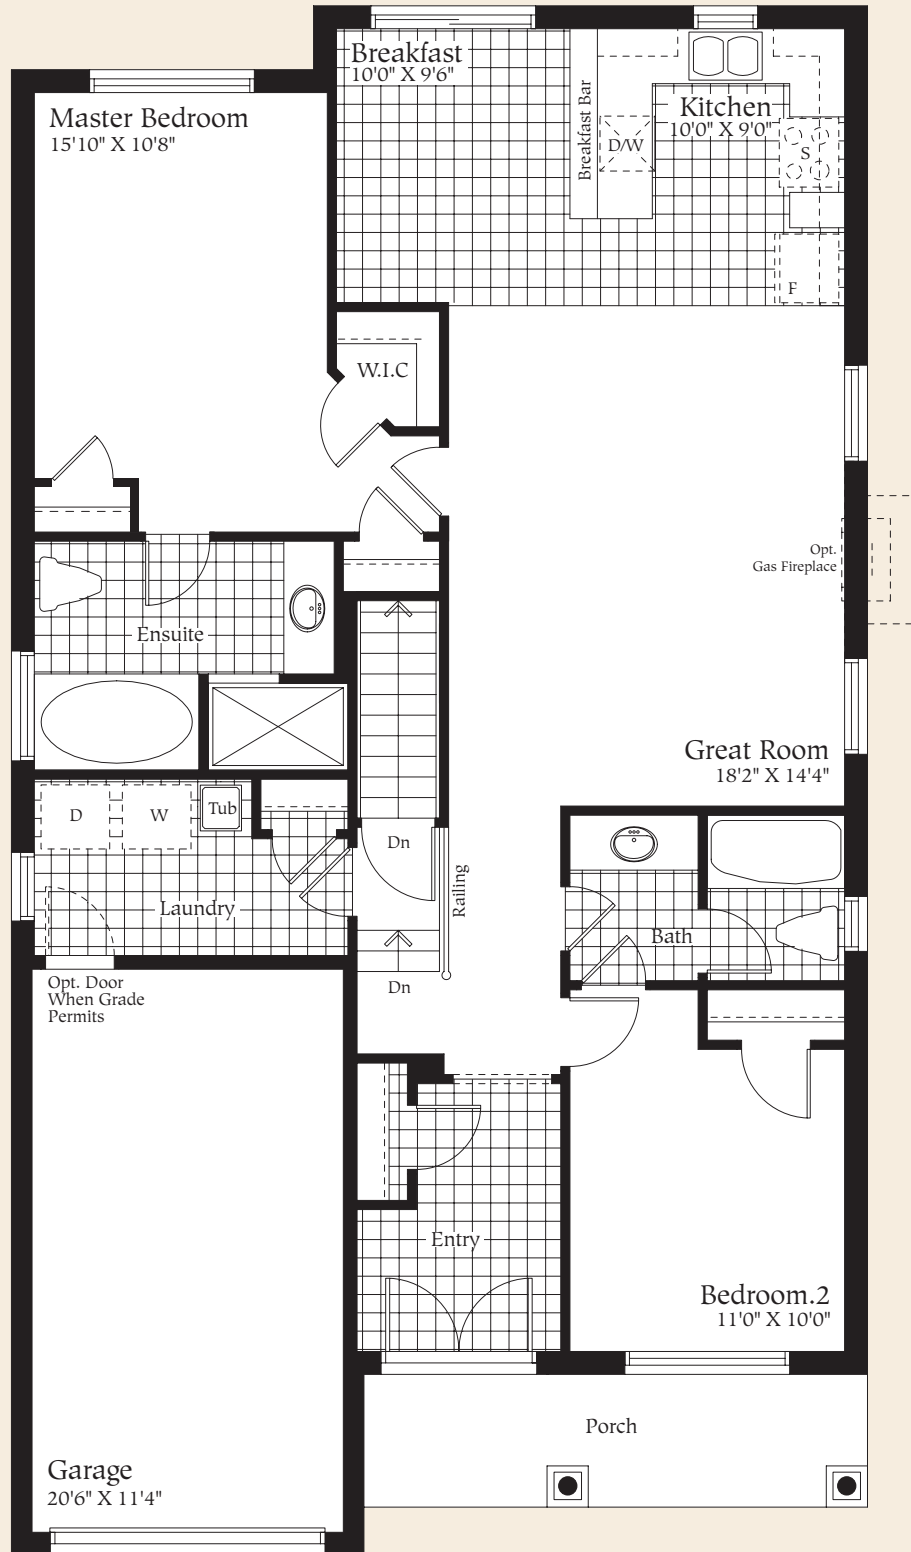 Breakfast
10'0" X 9'6"
Breakfast Bar
Kitchen
10'0" X 9'0"
D/W
S
F
Master Bedroom
15'10" X 10'8"
W.I.C
Opt.
Gas Fireplace
Ensuite
Great Room
18'2" X 14'4"
D
W
Tub
Dn
Railing
Laundry
Bath
Dn
Opt. Door
When Grade
Permits
Entry
Bedroom.2
11'0" X 10'0"
Porch
Garage
20'6" X 11'4"